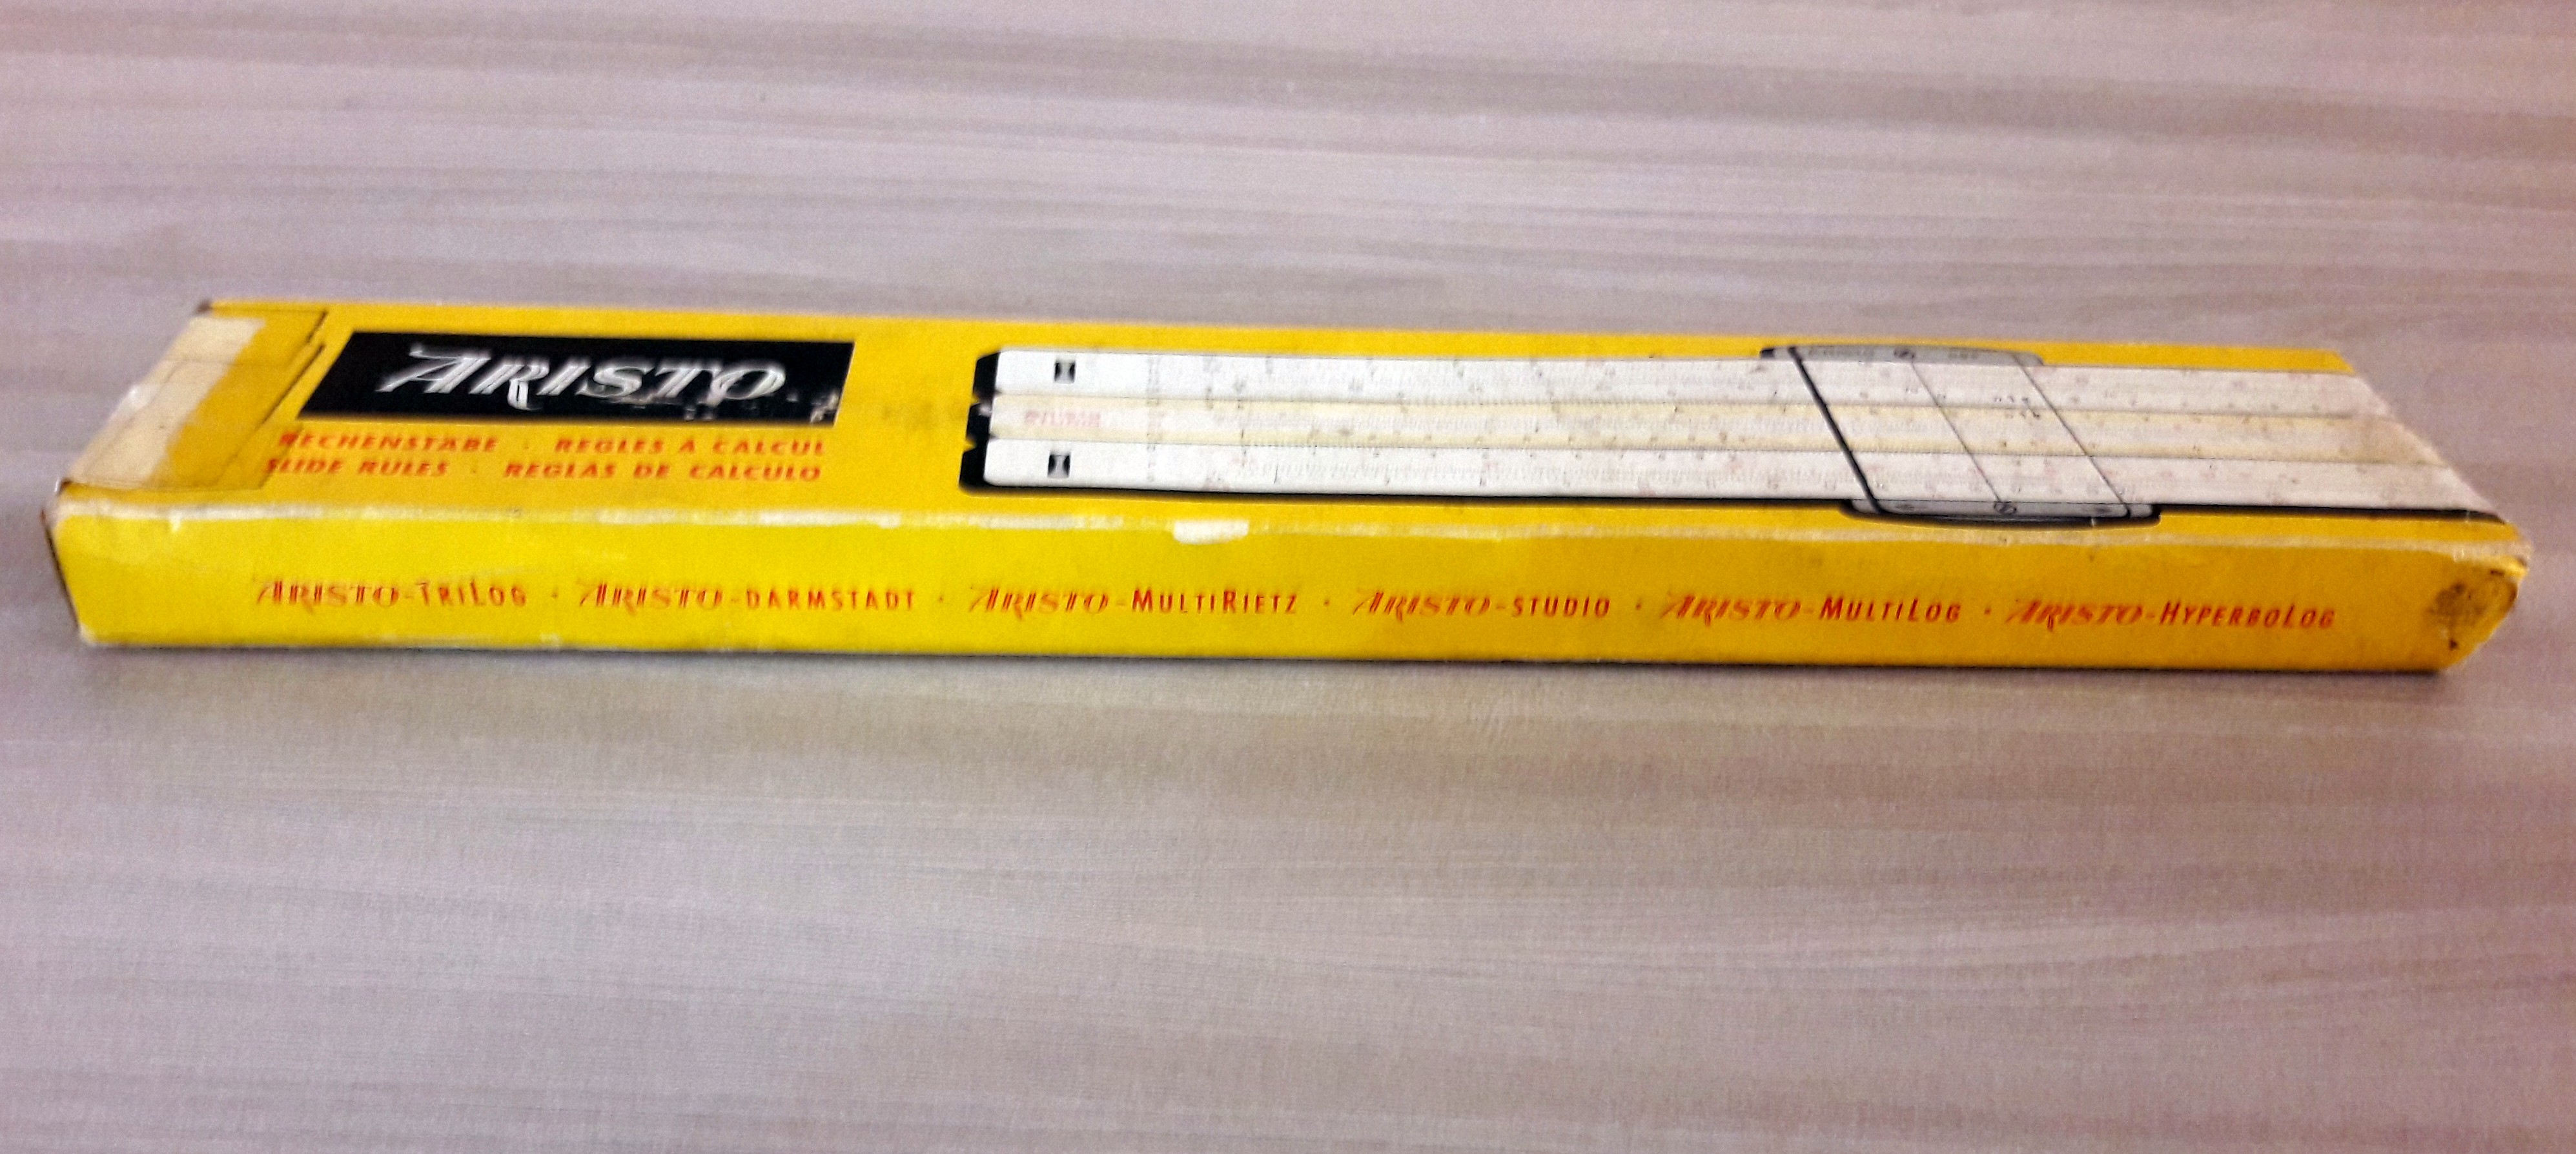 ARISTO
RECHENSTÄBE · REGLES À CALCUL
SLIDE RULES · REGLAS DE CALCULO
ARISTO-TRILOG · ARISTO-DARMSTADT · ARISTO-MULTIRIETZ · ARISTO-STUDIO · ARISTO-MULTILOG · ARISTO-HYPERBOLOG